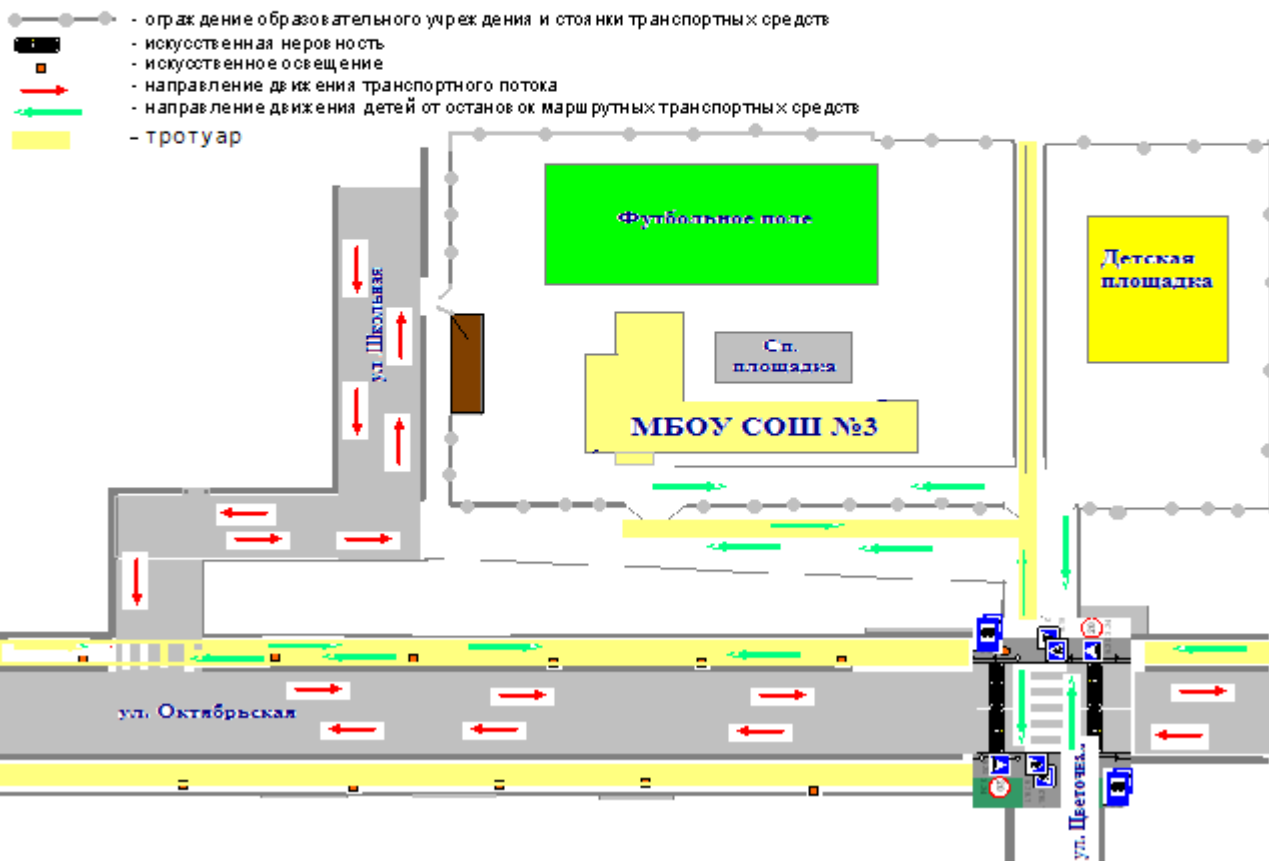 - ограждение образовательного учреждения и стоянки транспортных средств
- искусственная неровность
- искусственное освещение
- направление движения транспортного потока
- направление движения детей от остановок маршрутных транспортных средств
– тротуар
Футбольное поле
Детская
площадка
ул. Школьная
Сп.
площадка
МБОУ СОШ №3
ул. Октябрьская
ул. Цветочная